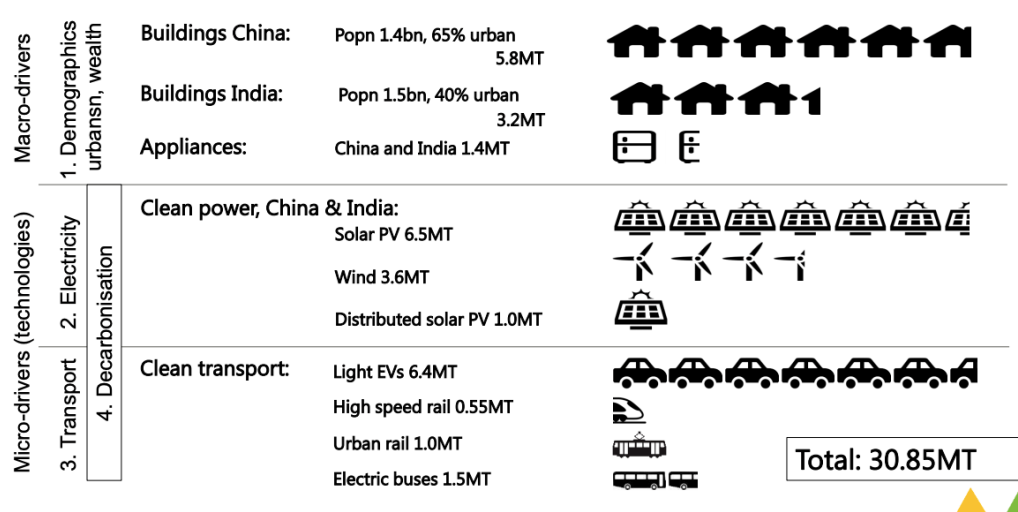 Macro-drivers
1. Demographics
urbansn, wealth
Buildings China:
Popn 1.4bn, 65% urban
5.8MT
Buildings India:
Popn 1.5bn, 40% urban
3.2MT
Appliances:
China and India 1.4MT
Micro-drivers (technologies)
2. Electricity
4. Decarbonisation
Clean power, China & India:
Solar PV 6.5MT
Wind 3.6MT
Distributed solar PV 1.0MT
3. Transport
Clean transport:
Light EVs 6.4MT
High speed rail 0.55MT
Urban rail 1.0MT
Electric buses 1.5MT
Total: 30.85MT